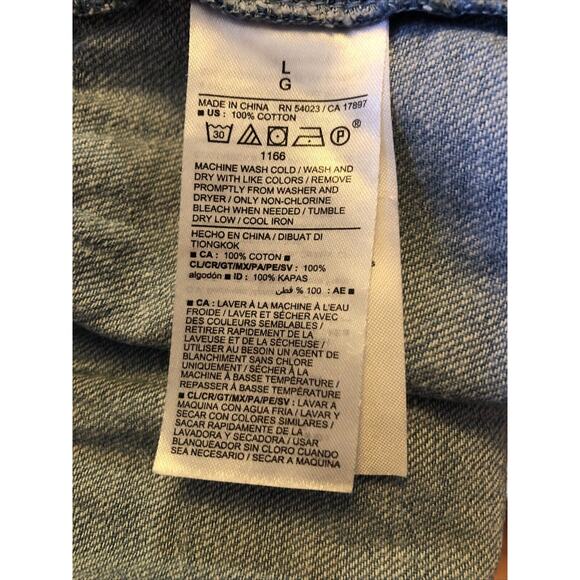 L
G
MADE IN CHINA RN 54023 / CA 17897
■ US : 100% COTTON
30 P ®
1166
MACHINE WASH COLD / WASH AND
DRY WITH LIKE COLORS / REMOVE
PROMPTLY FROM WASHER AND
DRYER / ONLY NON-CHLORINE
BLEACH WHEN NEEDED / TUMBLE
DRY LOW / COOL IRON
HECHO EN CHINA / DIBUAT DI
TIONGKOK
■ CA : 100% COTON ■
CL/CR/GT/MX/PA/PE/SV : 100%
algodón ■ ID : 100% KAPAS
■ AE : 100 % قطن
■ CA : LAVER À LA MACHINE À L'EAU
FROIDE / LAVER ET SÉCHER AVEC
DES COULEURS SEMBLABLES /
RETIRER RAPIDEMENT DE LA
LAVEUSE ET DE LA SÉCHEUSE /
UTILISER AU BESOIN UN AGENT DE
BLANCHIMENT SANS CHLORE
UNIQUEMENT / SÉCHER À LA
MACHINE À BASSE TEMPÉRATURE /
REPASSER À BASSE TEMPÉRATURE
■ CL/CR/GT/MX/PA/PE/SV : LAVAR A
MAQUINA CON AGUA FRIA / LAVAR Y
SECAR CON COLORES SIMILARES /
SACAR RAPIDAMENTE DE LA
LAVADORA Y SECADORA / USAR
BLANQUEADOR SIN CLORO CUANDO
SEA NECESARIO / SECAR A MAQUINA